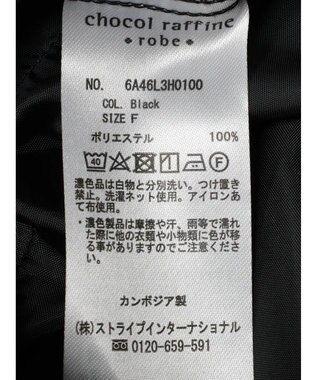 chocol raffine
robe
NO. 6A46L3H0100
COL. Black
SIZE F
ポリエステル 100%
40 F
濃色品は白物と分別洗い。つけ置き
禁止。洗濯ネット使用。アイロンあ
て布使用。
・濃色製品は摩擦や汗、雨等で濡れ
た際に他の衣類や小物類に色が移
る事がありますのでご注意くださ
い。
カンボジア製
(株)ストライプインターナショナル
0120-659-591